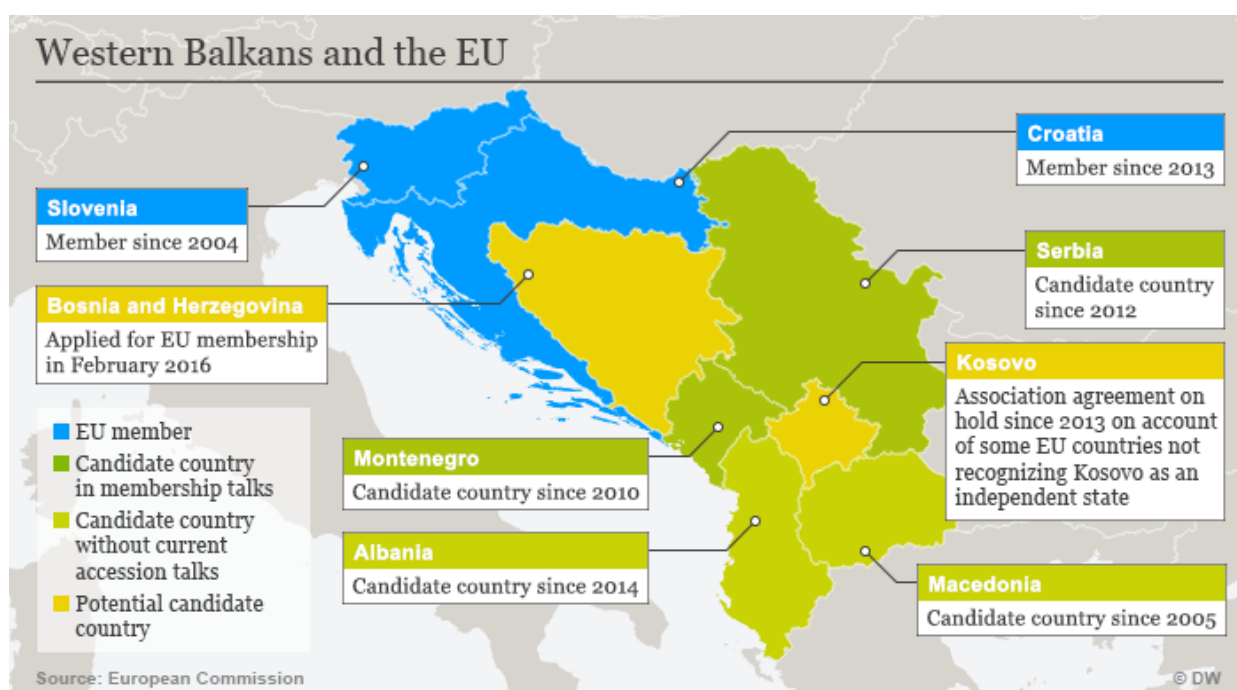 Western Balkans and the EU
Croatia
Member since 2013
Slovenia
Member since 2004
Serbia
Candidate country
since 2012
Bosnia and Herzegovina
Applied for EU membership
in February 2016
Kosovo
Association agreement on
hold since 2013 on account
of some EU countries not
recognizing Kosovo as an
independent state
EU member
Candidate country
in membership talks
Candidate country
without current
accession talks
Potential candidate
country
Montenegro
Candidate country since 2010
Albania
Candidate country since 2014
Macedonia
Candidate country since 2005
Source: European Commission
© DW